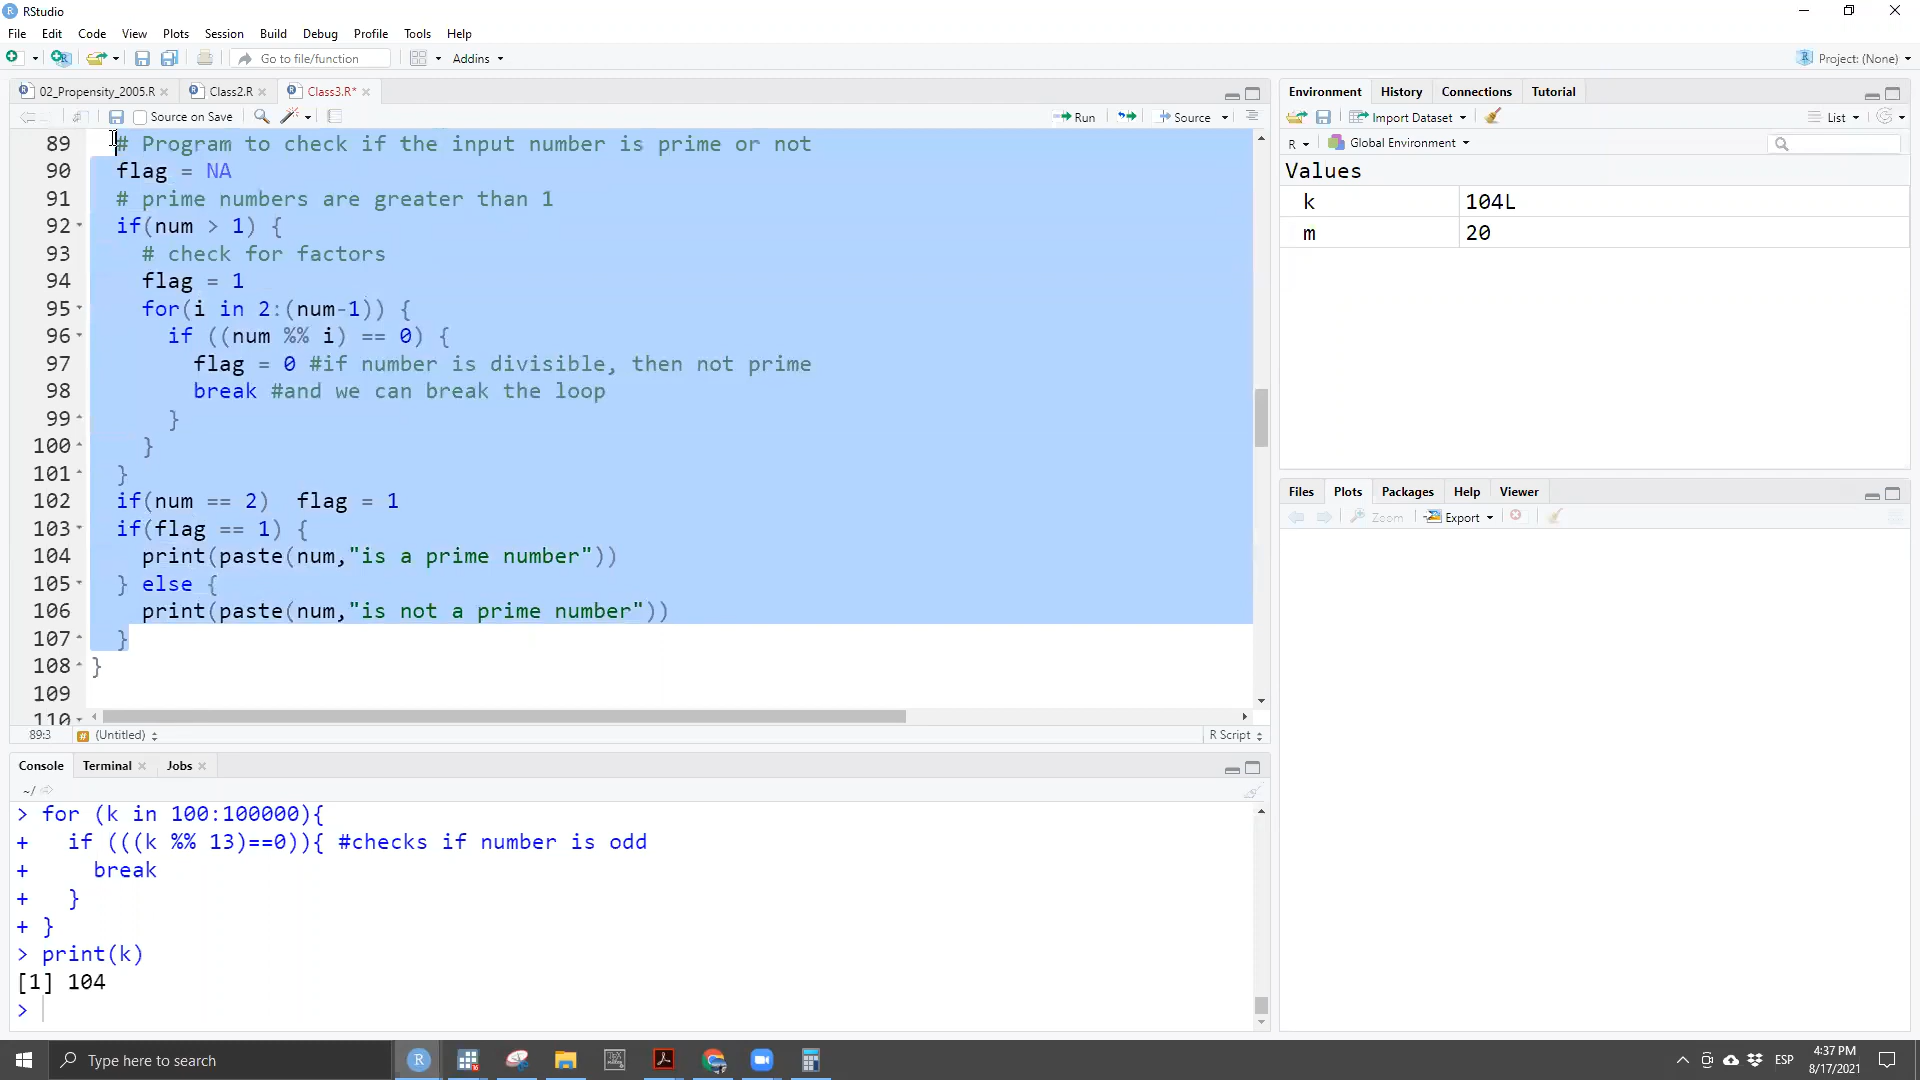 RStudio
File Edit Code View Plots Session Build Debug Profile Tools Help
Go to file/function Addins Project: (None)
02_Propensity_2005.R Class2.R Class3.R*
Source on Save Run Source
89 # Program to check if the input number is prime or not
90 flag = NA
91 # prime numbers are greater than 1
92 if(num > 1) {
93 # check for factors
94 flag = 1
95 for(i in 2:(num-1)) {
96 if ((num %% i) == 0) {
97 flag = 0 #if number is divisible, then not prime
98 break #and we can break the loop
99 }
100 }
101 }
102 if(num == 2)  flag = 1
103 if(flag == 1) {
104 print(paste(num,"is a prime number"))
105 } else {
106 print(paste(num,"is not a prime number"))
107 }
108 }
109
110
89:3 # (Untitled) R Script
Console Terminal Jobs
~/
> for (k in 100:100000){
+ if (((k %% 13)==0)){ #checks if number is odd
+ break
+ }
+ }
> print(k)
[1] 104
>
Environment History Connections Tutorial
Import Dataset List
R Global Environment
Values
k 104L
m 20
Files Plots Packages Help Viewer
Zoom Export
Type here to search
ESP 4:37 PM
8/17/2021